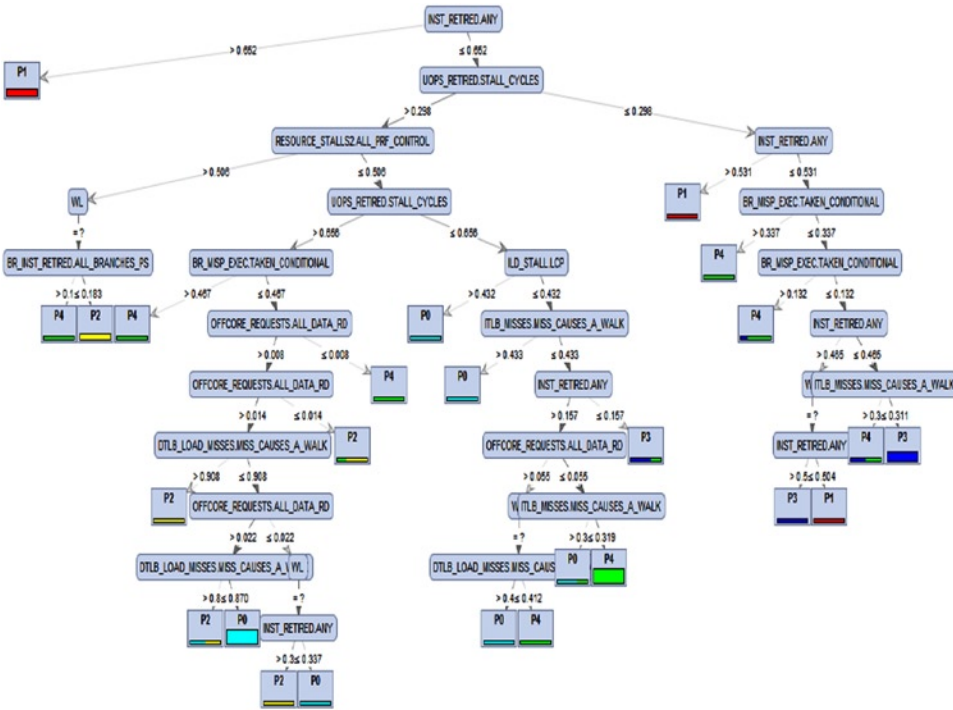 INST_RETIRED.ANY
> 0.662 ≤ 0.662
P1
UOPS_RETIRED.STALL_CYCLES
> 0.298 ≤ 0.298
RESOURCE_STALLS2.ALL_PRF_CONTROL INST_RETIRED.ANY
> 0.506 ≤ 0.506 > 0.531 ≤ 0.531
WL UOPS_RETIRED.STALL_CYCLES P1 BR_MISP_EXEC.TAKEN_CONDITIONAL
= ? > 0.656 ≤ 0.656 > 0.337 ≤ 0.337
BR_INST_RETIRED.ALL_BRANCHES_PS BR_MISP_EXEC.TAKEN_CONDITIONAL ILD_STALL.LCP P4 BR_MISP_EXEC.TAKEN_CONDITIONAL
> 0.1 ≤ 0.183 > 0.467 ≤ 0.467 > 0.432 ≤ 0.432 > 0.132 ≤ 0.132
P4 P2 P4 OFFCORE_REQUESTS.ALL_DATA_RD P0 ITLB_MISSES.MISS_CAUSES_A_WALK P4 INST_RETIRED.ANY
> 0.008 ≤ 0.008 > 0.433 ≤ 0.433 > 0.465 ≤ 0.465
OFFCORE_REQUESTS.ALL_DATA_RD P4 P0 INST_RETIRED.ANY ITLB_MISSES.MISS_CAUSES_A_WALK
> 0.014 ≤ 0.014 > 0.157 ≤ 0.157 = ? > 0.3 ≤ 0.311
DTLB_LOAD_MISSES.MISS_CAUSES_A_WALK P2 OFFCORE_REQUESTS.ALL_DATA_RD P3 INST_RETIRED.ANY P4 P3
> 0.908 ≤ 0.908 > 0.055 ≤ 0.055 > 0.5 ≤ 0.504
P2 OFFCORE_REQUESTS.ALL_DATA_RD ITLB_MISSES.MISS_CAUSES_A_WALK P3 P1
> 0.022 ≤ 0.022 = ? > 0.3 ≤ 0.319
DTLB_LOAD_MISSES.MISS_CAUSES_A_ WL DTLB_LOAD_MISSES.MISS_CAUS P0 P4
> 0.8 ≤ 0.870 = ? > 0.4 ≤ 0.412
P2 P0 INST_RETIRED.ANY P0 P4
> 0.3 ≤ 0.337
P2 P0